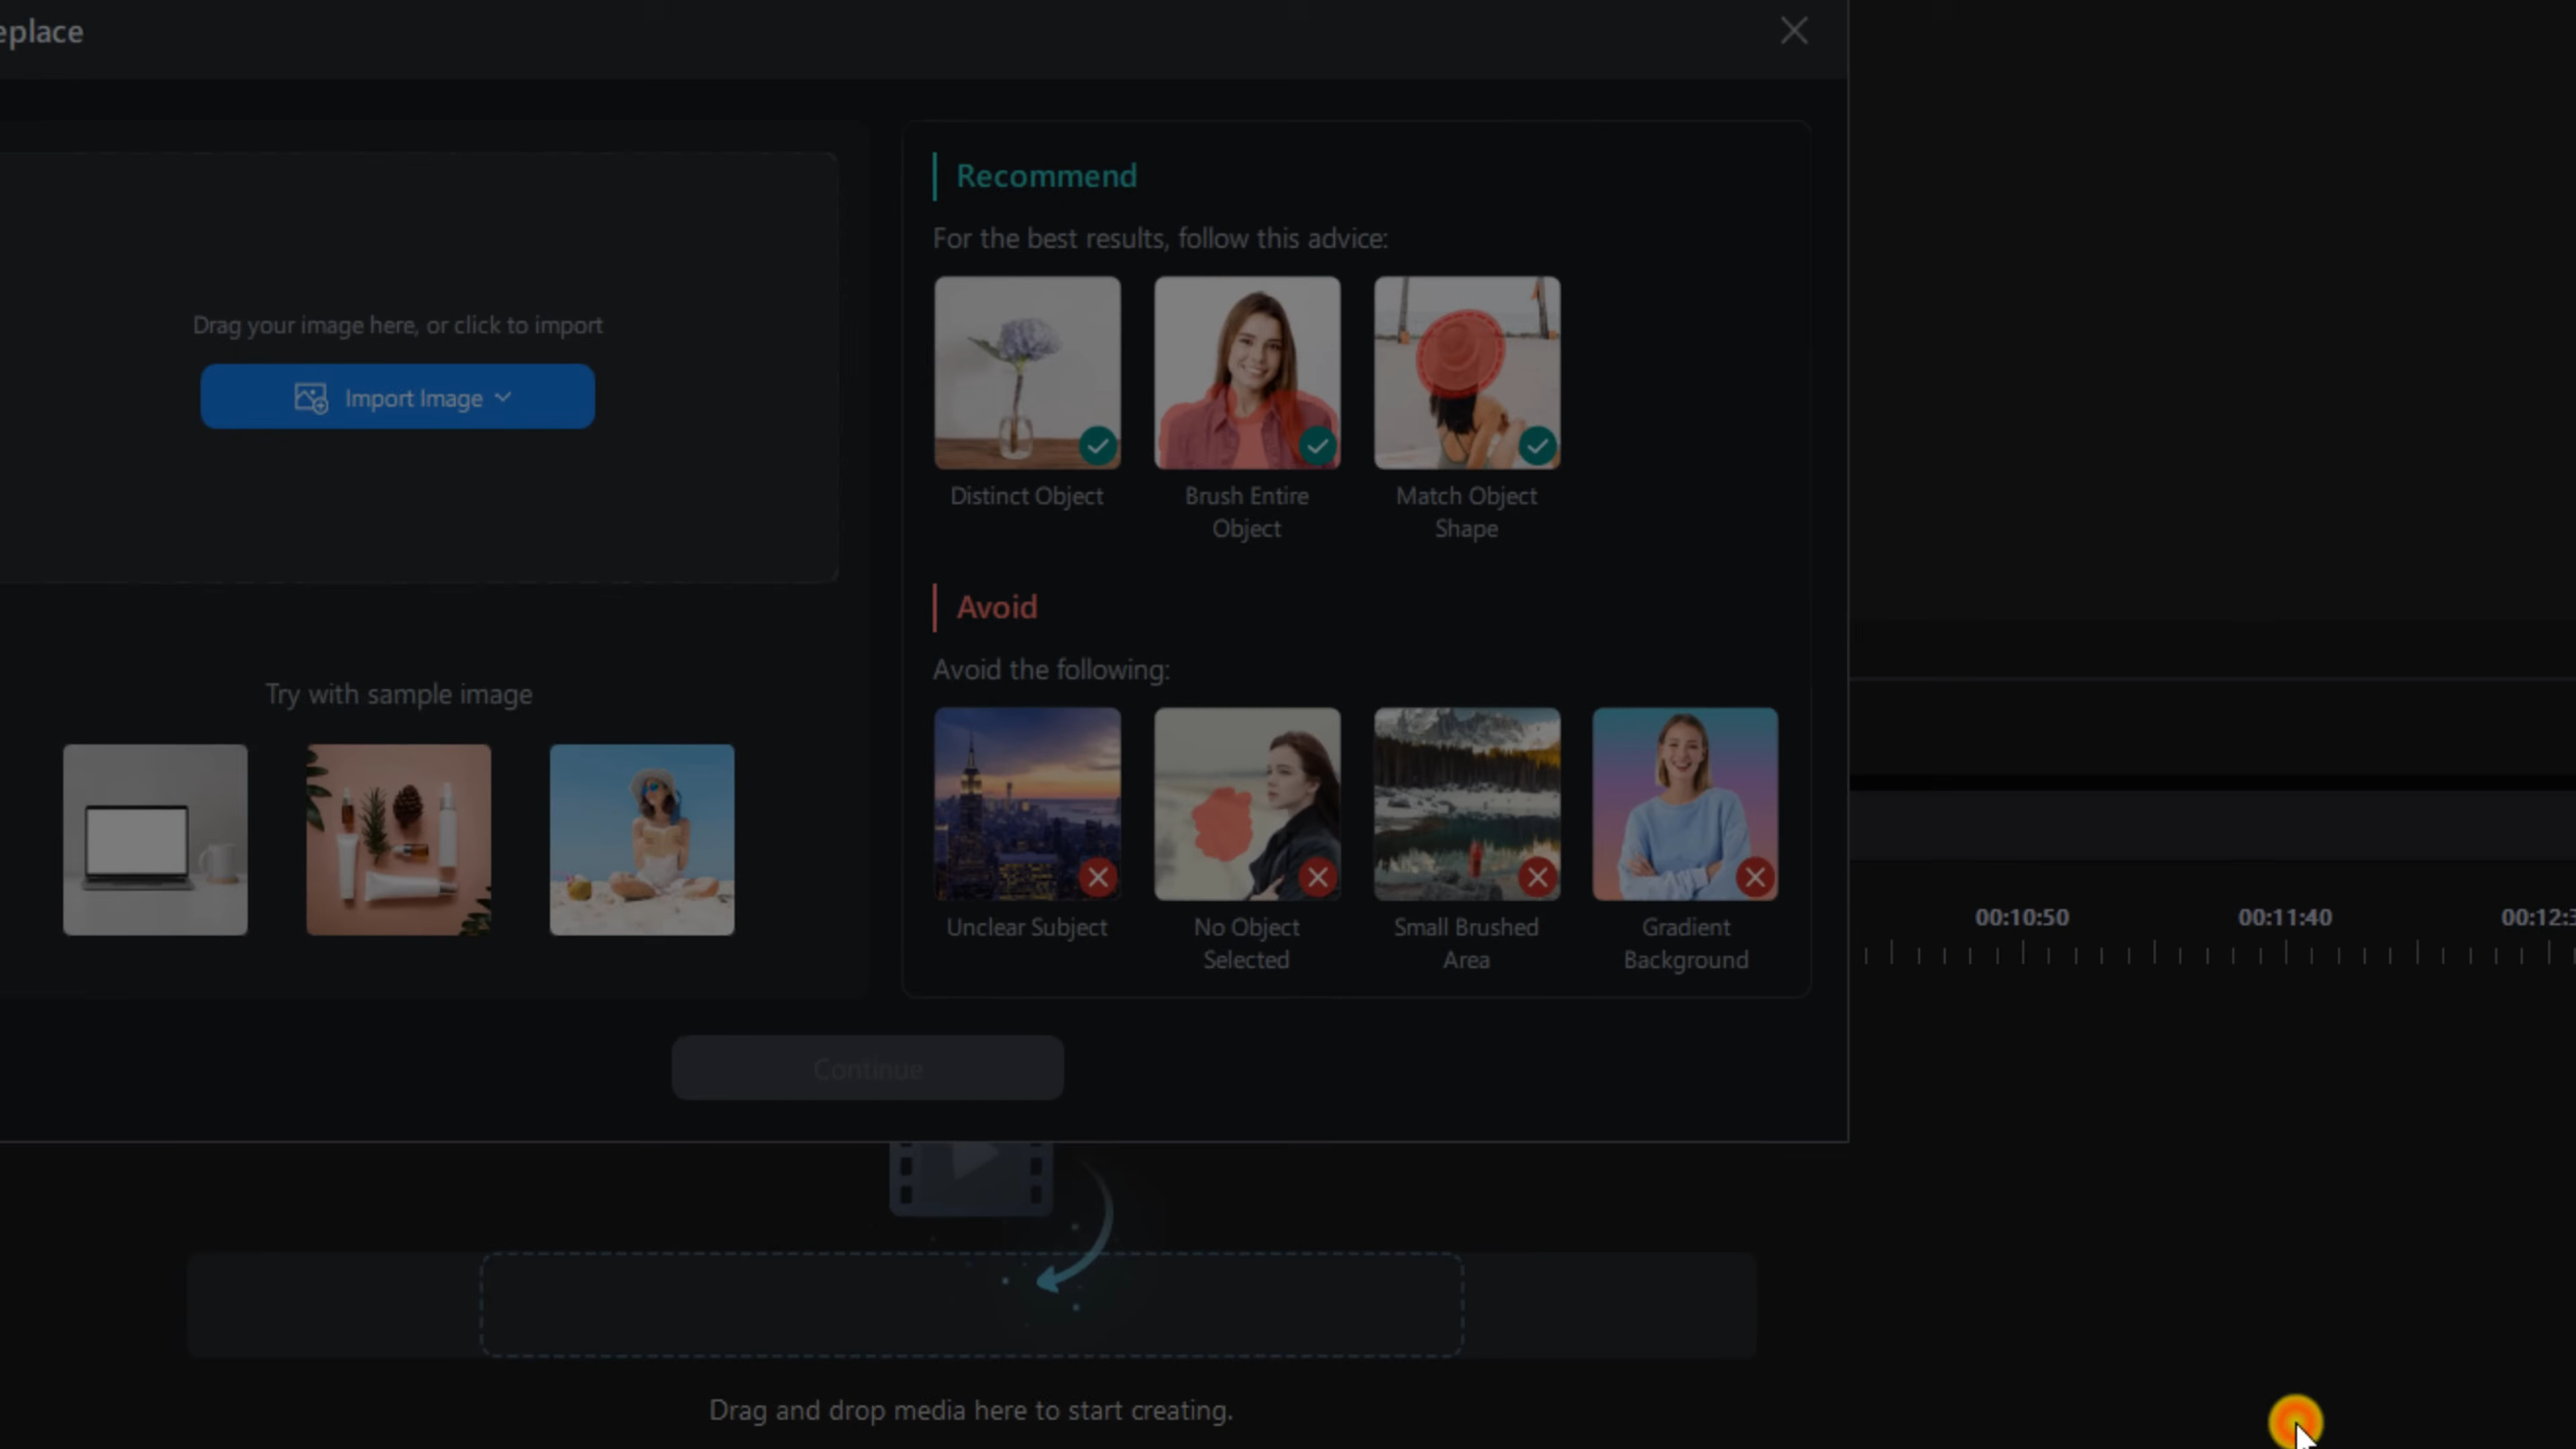 eplace
Drag your image here, or click to import
Import Image
Try with sample image
Recommend
For the best results, follow this advice:
Distinct Object
Brush Entire
Object
Match Object
Shape
Avoid
Avoid the following:
Unclear Subject
No Object
Selected
Small Brushed
Area
Gradient
Background
Continue
00:10:50
00:11:40
00:12:3
Drag and drop media here to start creating.